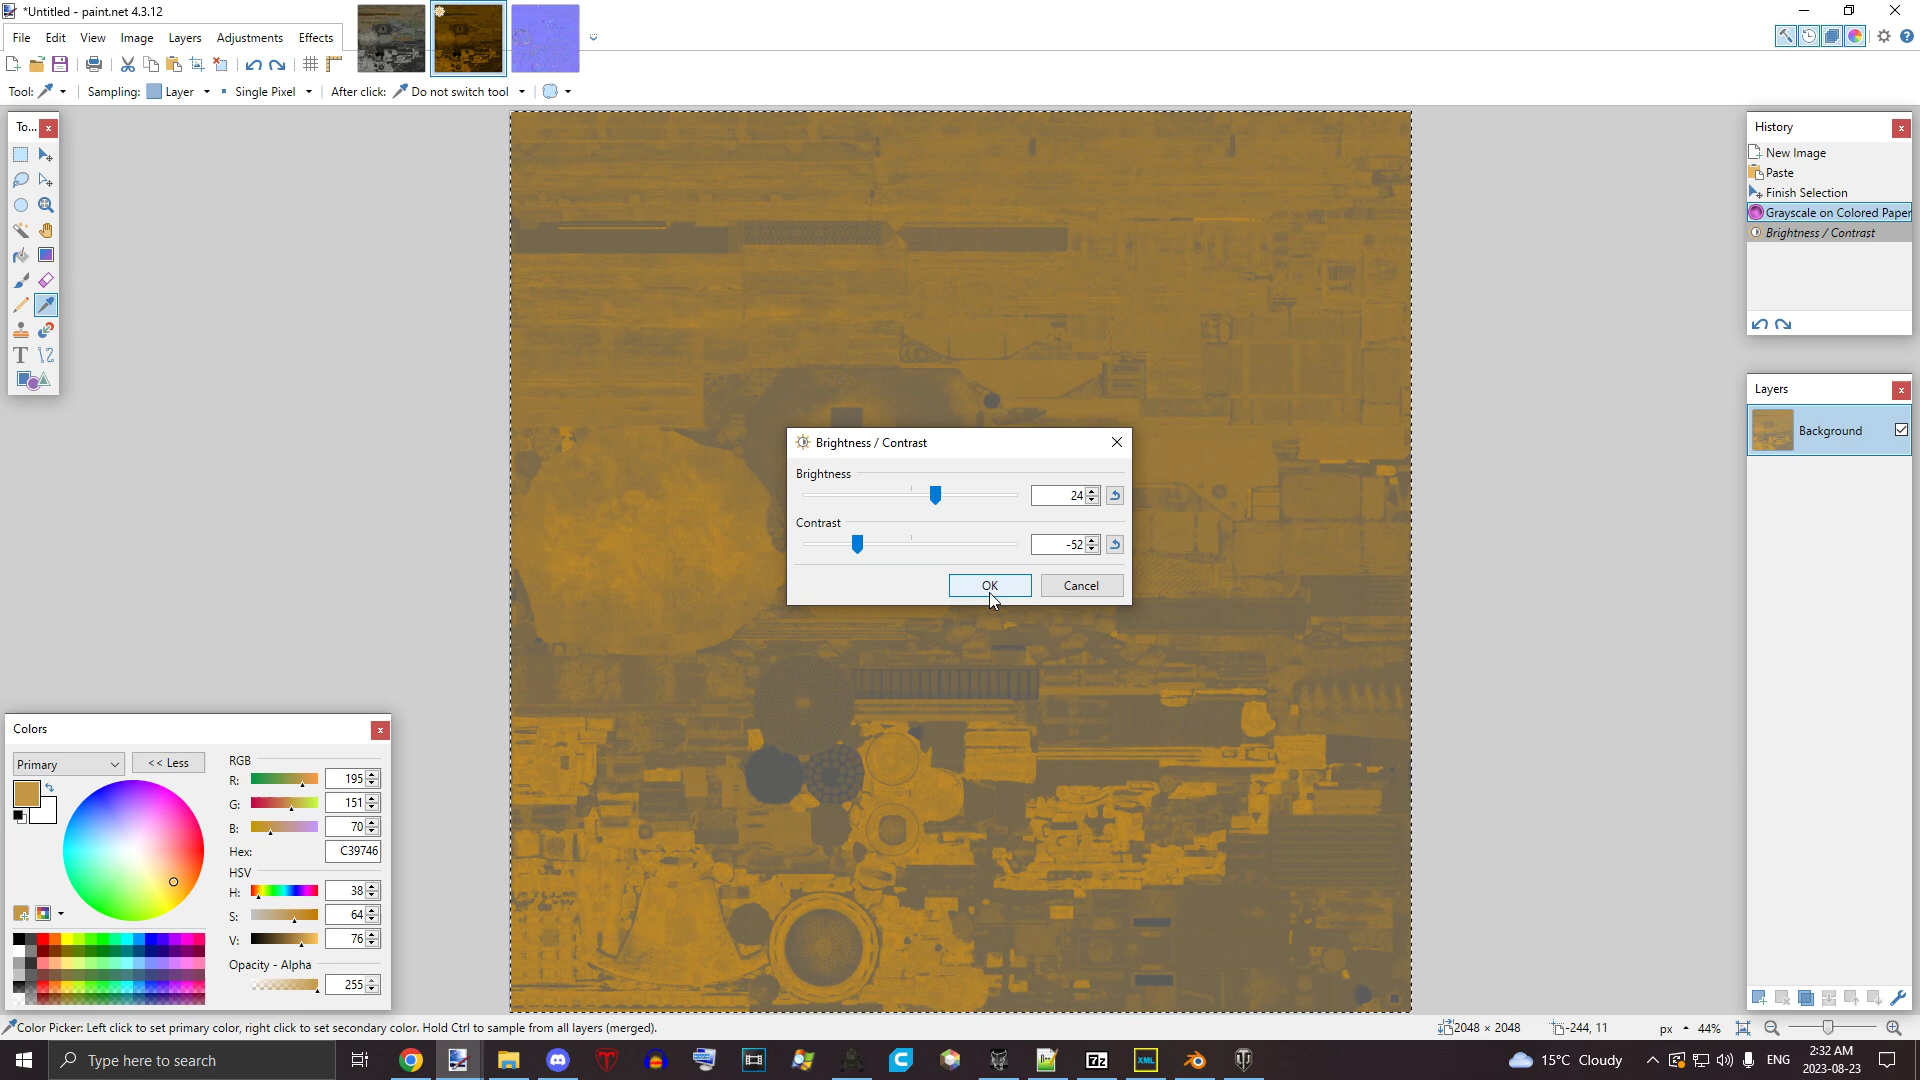 *Untitled - paint.net 4.3.12
File Edit View Image Layers Adjustments Effects
Tool: Sampling: Layer Single Pixel After click: Do not switch tool
To...
History
New Image
Paste
Finish Selection
Grayscale on Colored Paper
Brightness / Contrast
Layers
Background
Brightness / Contrast
Brightness
24
Contrast
-52
OK Cancel
Colors
Primary
<< Less
RGB
R: 195
G: 151
B: 70
Hex: C39746
HSV
H: 38
S: 64
V: 76
Opacity - Alpha
255
Color Picker: Left click to set primary color, right click to set secondary color. Hold Ctrl to sample from all layers (merged).
2048 × 2048 -244, 11 px 44%
Type here to search
7z
XML
15°C Cloudy
ENG
2:32 AM
2023-08-23